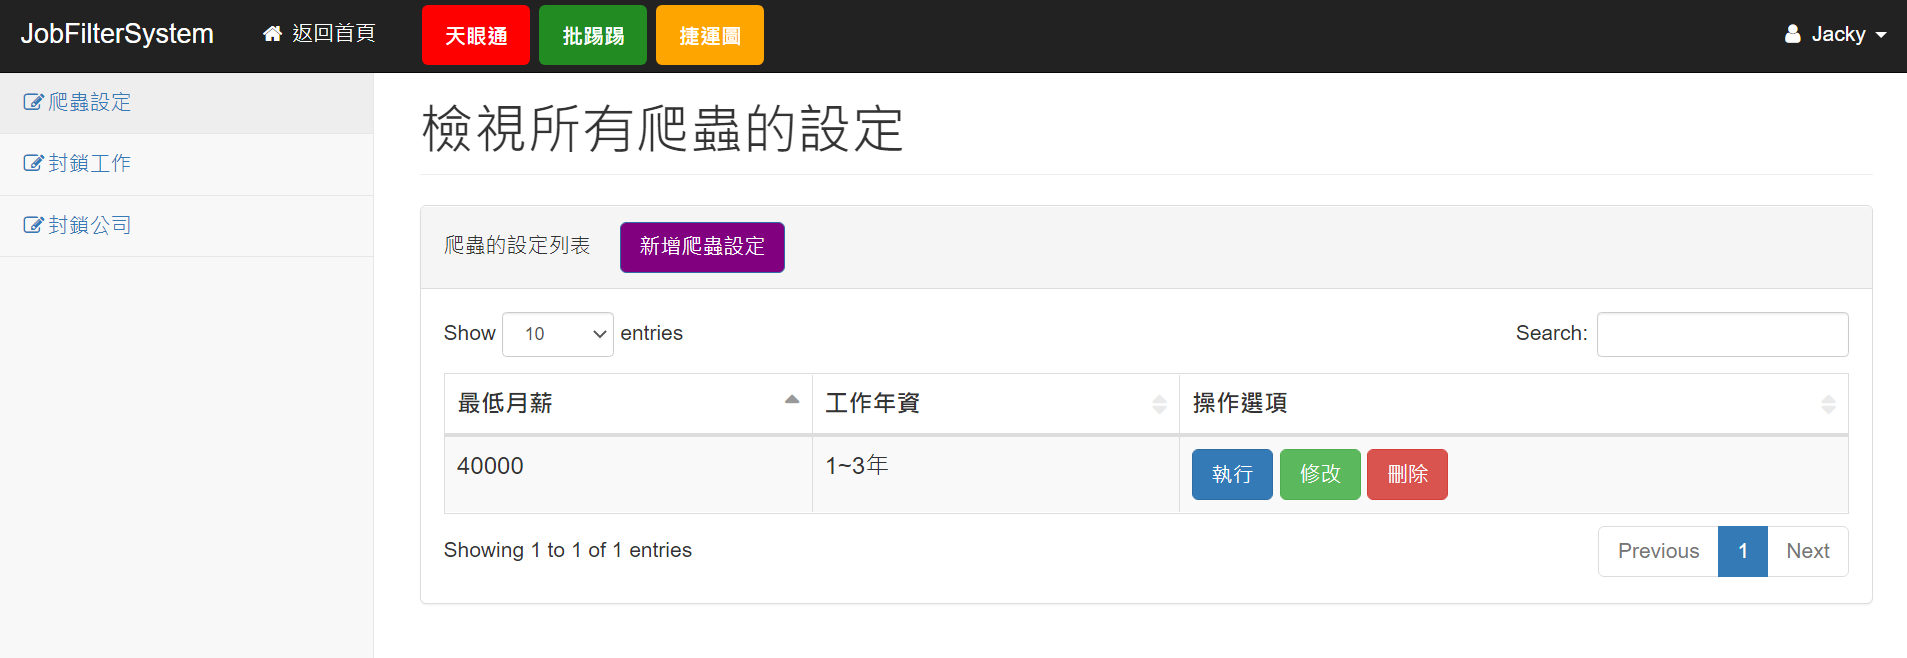 JobFilterSystem 返回首頁 天眼通 批踢踢 捷運圖 Jacky
爬蟲設定
封鎖工作
封鎖公司
檢視所有爬蟲的設定
爬蟲的設定列表 新增爬蟲設定
Show 10 entries Search:
最低月薪 工作年資 操作選項
40000 1~3年 執行 修改 刪除
Showing 1 to 1 of 1 entries Previous 1 Next